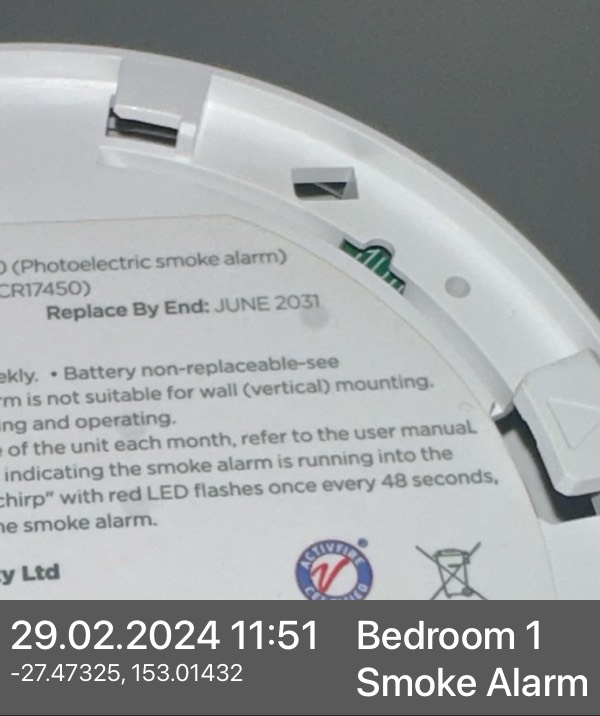 (Photoelectric smoke alarm)
CR17450)
Replace By End: JUNE 2031
ekly. • Battery non-replaceable-see
rm is not suitable for wall (vertical) mounting.
ing and operating.
of the unit each month, refer to the user manual.
indicating the smoke alarm is running into the
chirp” with red LED flashes once every 48 seconds,
he smoke alarm.
y Ltd
ACTIVFIRE
CERTIFIED
29.02.2024 11:51
-27.47325, 153.01432
Bedroom 1
Smoke Alarm